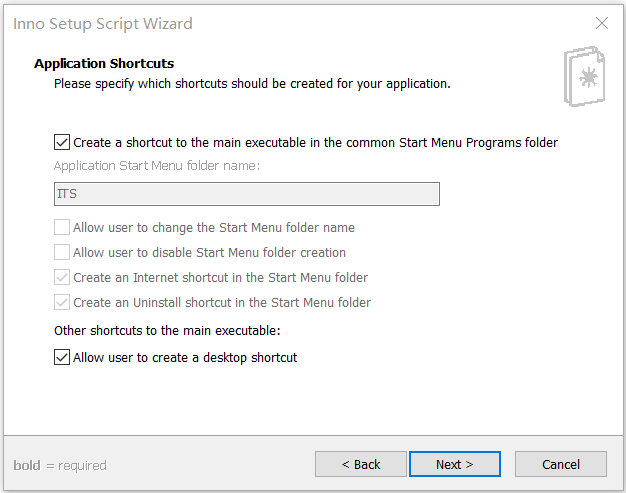 Inno Setup Script Wizard
Application Shortcuts
Please specify which shortcuts should be created for your application.
Create a shortcut to the main executable in the common Start Menu Programs folder
Application Start Menu folder name:
ITS
Allow user to change the Start Menu folder name
Allow user to disable Start Menu folder creation
Create an Internet shortcut in the Start Menu folder
Create an Uninstall shortcut in the Start Menu folder
Other shortcuts to the main executable:
Allow user to create a desktop shortcut
bold = required
< Back
Next >
Cancel